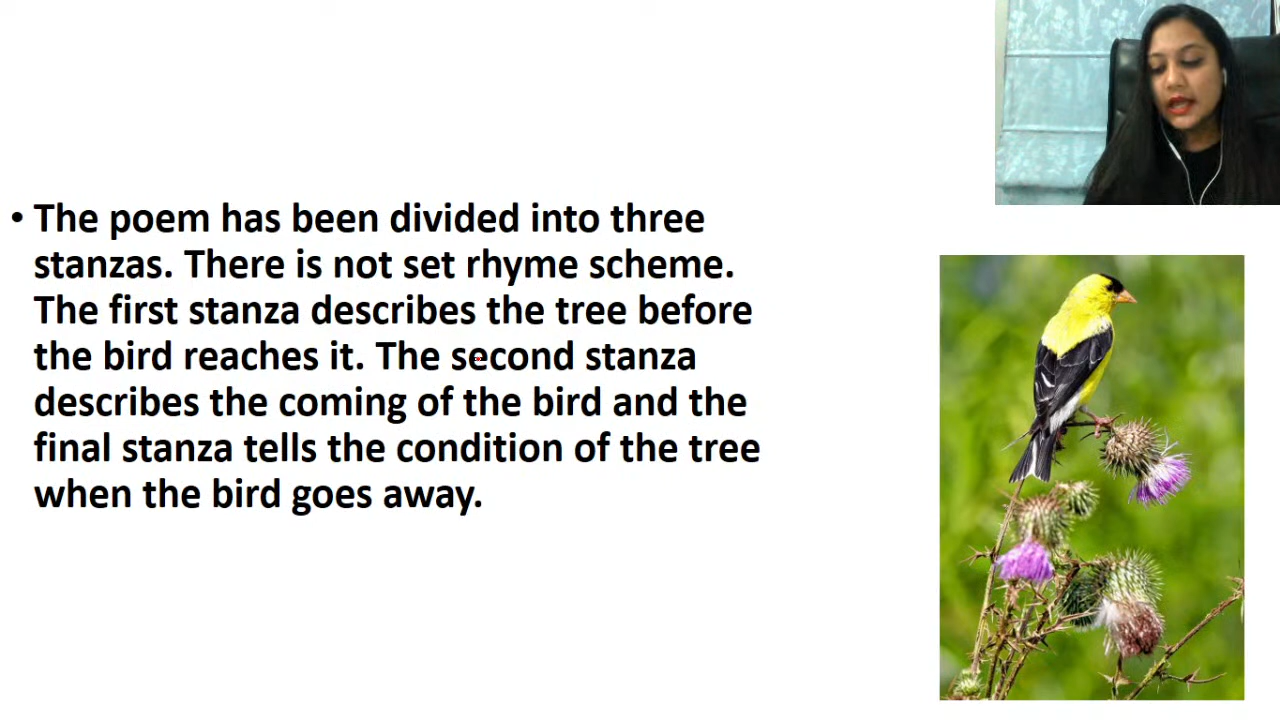 • The poem has been divided into three
stanzas. There is not set rhyme scheme.
The first stanza describes the tree before
the bird reaches it. The second stanza
describes the coming of the bird and the
final stanza tells the condition of the tree
when the bird goes away.